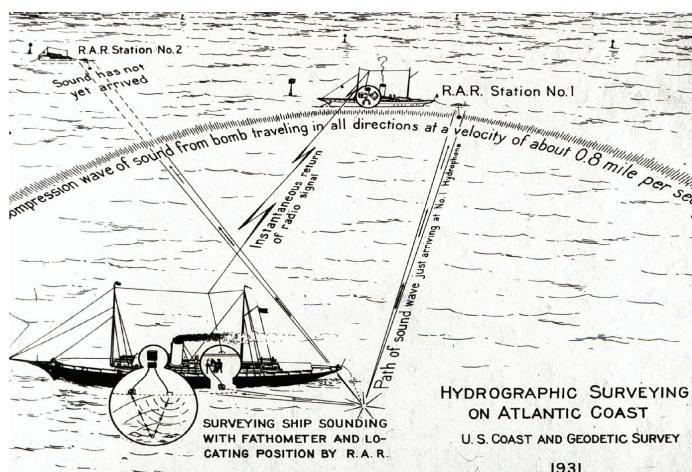 R.A.R. Station No.2
Sound has not
yet arrived
R.A.R. Station No.1
compression wave of sound from bomb traveling in all directions at a velocity of about 0.8 mile per sec
Instantaneous return
of radio signal
Path of sound wave just arriving at No.1 Hydrophone
SURVEYING SHIP SOUNDING
WITH FATHOMETER AND LO-
CATING POSITION BY R.A.R.
HYDROGRAPHIC SURVEYING
ON ATLANTIC COAST
U.S. COAST AND GEODETIC SURVEY
1931